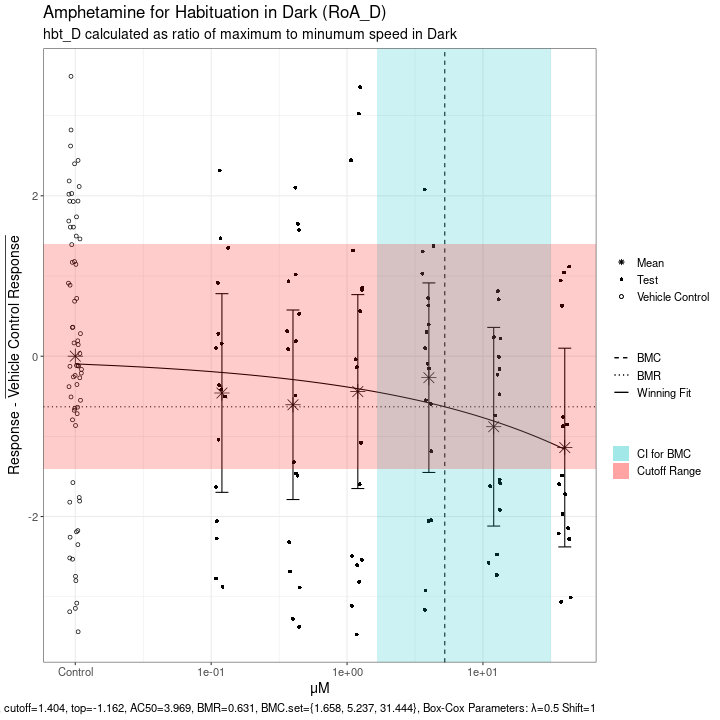 Amphetamine for Habituation in Dark (RoA_D)
hbt_D calculated as ratio of maximum to minumum speed in Dark
Response - Vehicle Control Response
2
0
-2
Control
1e-01
1e+00
1e+01
μM
Mean
Test
Vehicle Control
BMC
BMR
Winning Fit
CI for BMC
Cutoff Range
cutoff=1.404, top=-1.162, AC50=3.969, BMR=0.631, BMC.set={1.658, 5.237, 31.444}, Box-Cox Parameters: λ=0.5 Shift=1